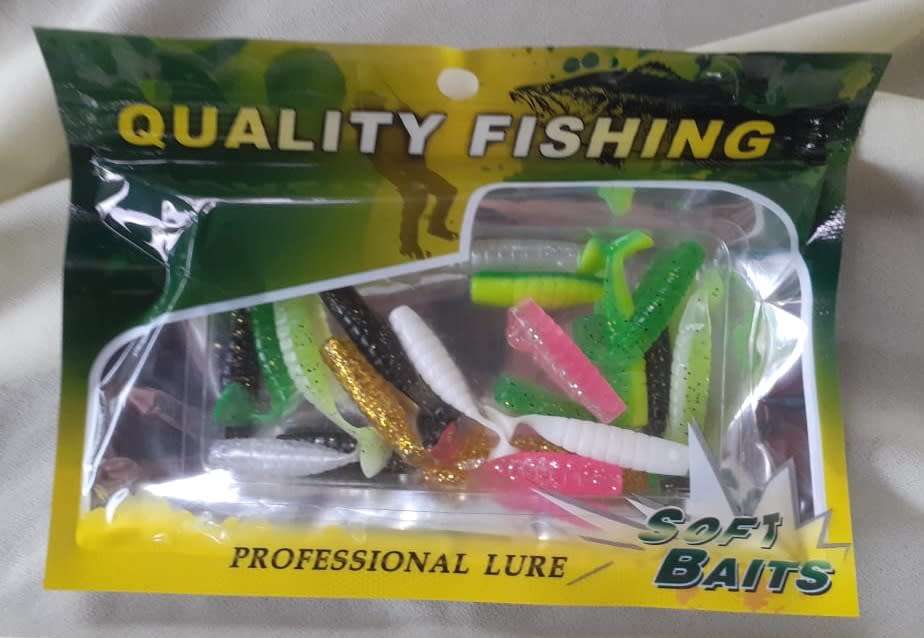 QUALITY FISHING
PROFESSIONAL LURE
SOFT
BAITS